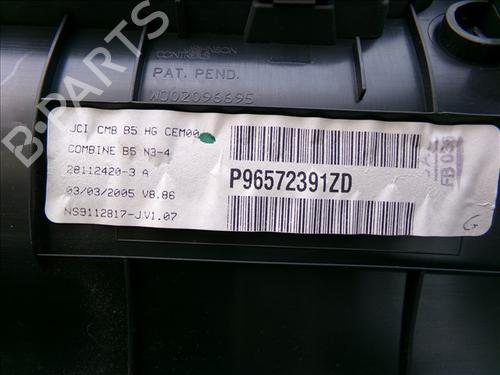 PAT. PEND.
W002096695
JCI CMB B5 HG CEM00
COMBINE B5 N3-4
28112420-3 A
03/03/2005 V8.86
NS9112817-JV1.07
P96572391ZD
B-PARTS
G